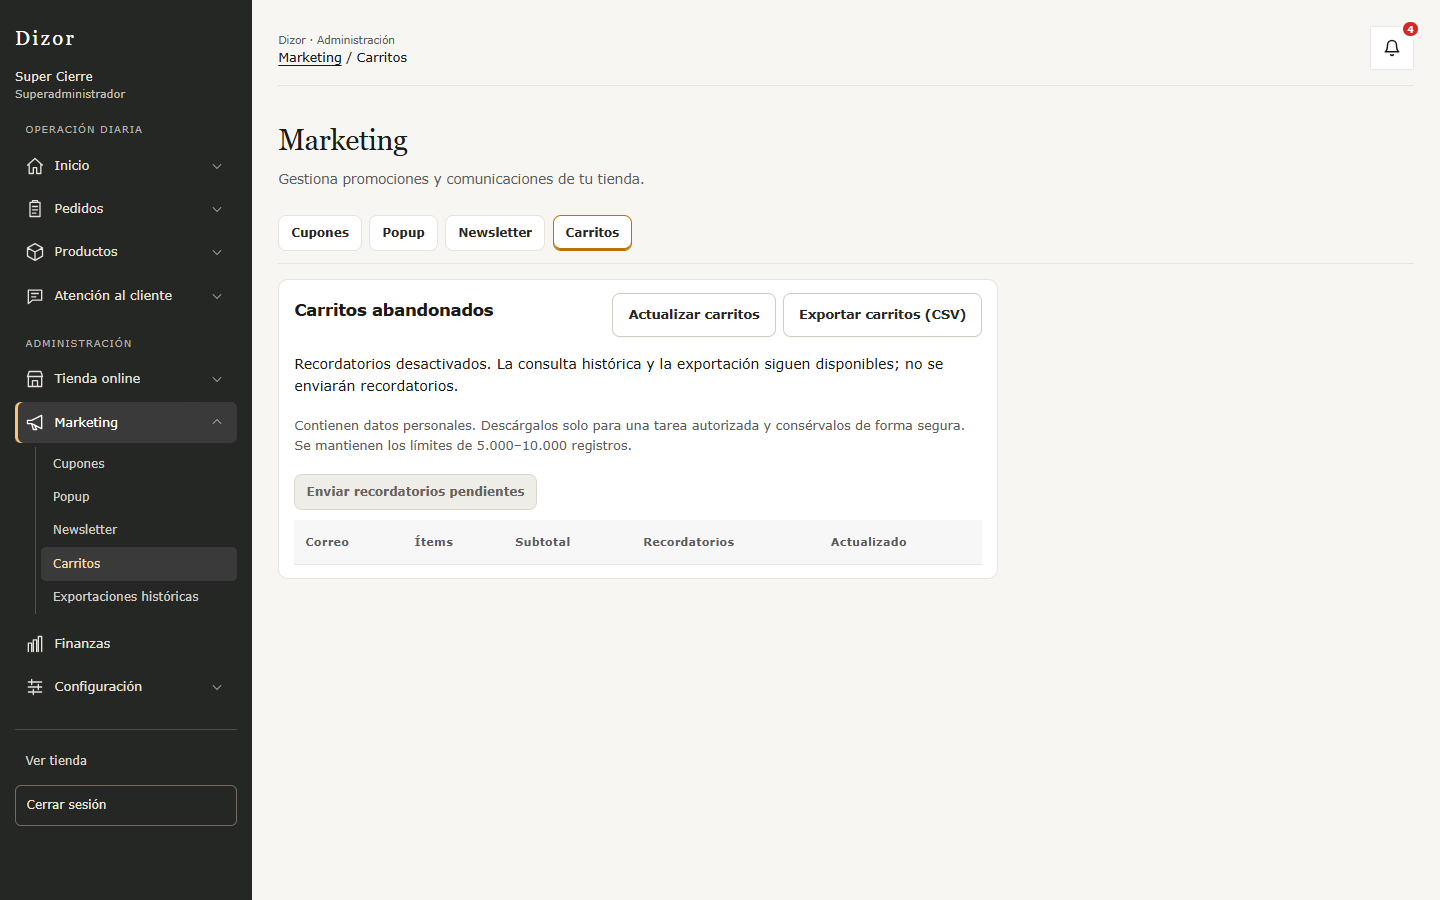 Dizor
Super Cierre
Superadministrador
OPERACIÓN DIARIA
Inicio
Pedidos
Productos
Atención al cliente
ADMINISTRACIÓN
Tienda online
Marketing
Cupones
Popup
Newsletter
Carritos
Exportaciones históricas
Finanzas
Configuración
Ver tienda
Cerrar sesión
Dizor · Administración
Marketing / Carritos
4
Marketing
Gestiona promociones y comunicaciones de tu tienda.
Cupones Popup Newsletter Carritos
Carritos abandonados
Actualizar carritos Exportar carritos (CSV)
Recordatorios desactivados. La consulta histórica y la exportación siguen disponibles; no se
enviarán recordatorios.
Contienen datos personales. Descárgalos solo para una tarea autorizada y consérvalos de forma segura.
Se mantienen los límites de 5.000–10.000 registros.
Enviar recordatorios pendientes
Correo Ítems Subtotal Recordatorios Actualizado